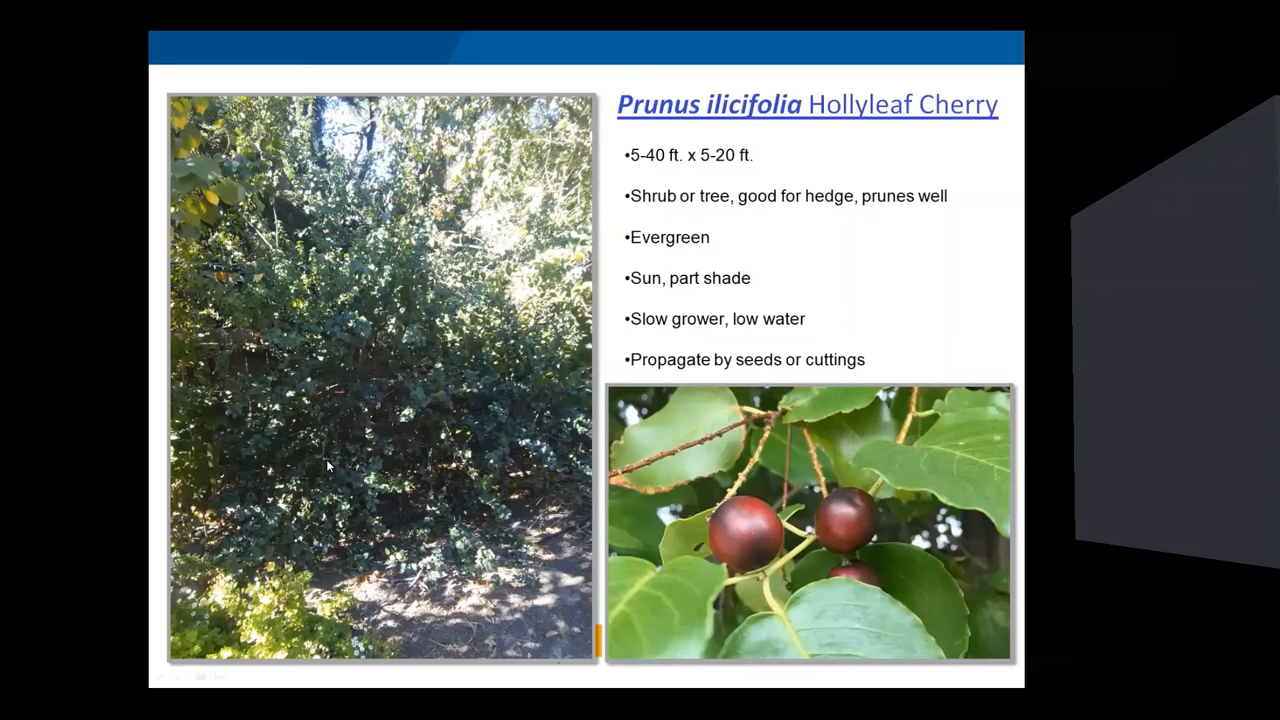 Prunus ilicifolia Hollyleaf Cherry
•5-40 ft. x 5-20 ft.
•Shrub or tree, good for hedge, prunes well
•Evergreen
•Sun, part shade
•Slow grower, low water
•Propagate by seeds or cuttings